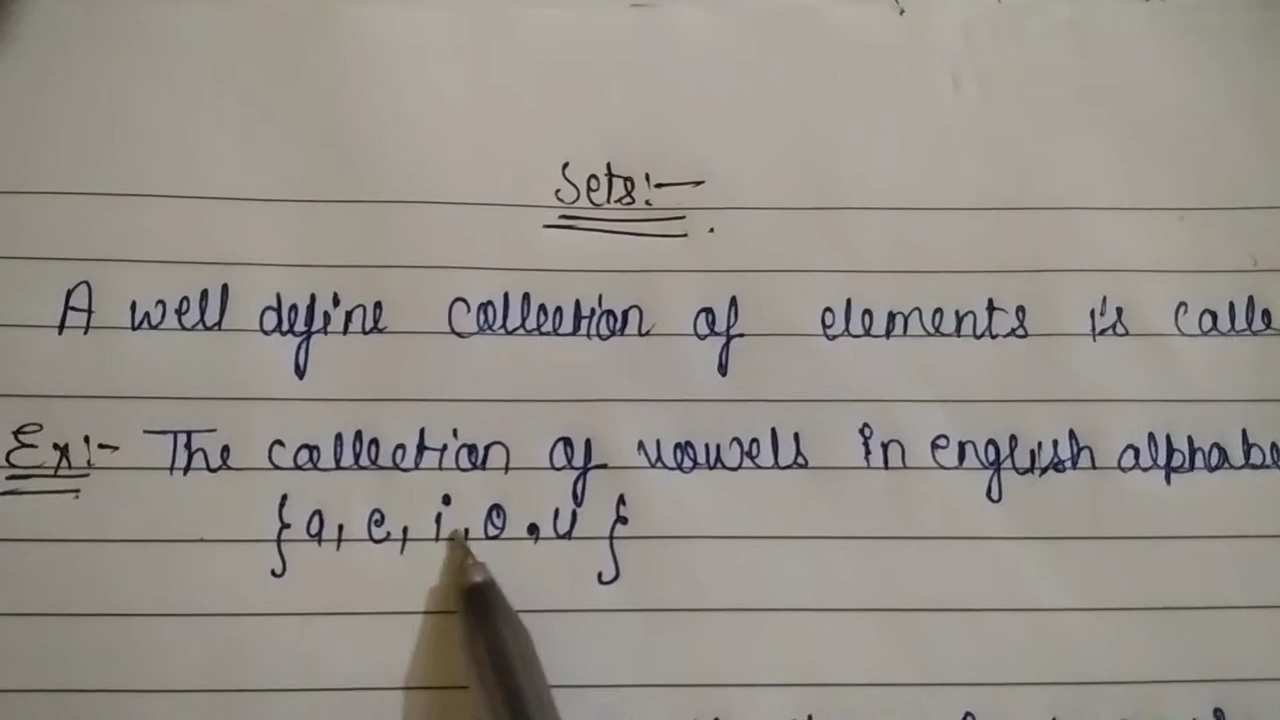 Sets:-
A well define collection of elements is calle
Ex:- The collection of vowels in english alphabe
{a, e, i, o, u}